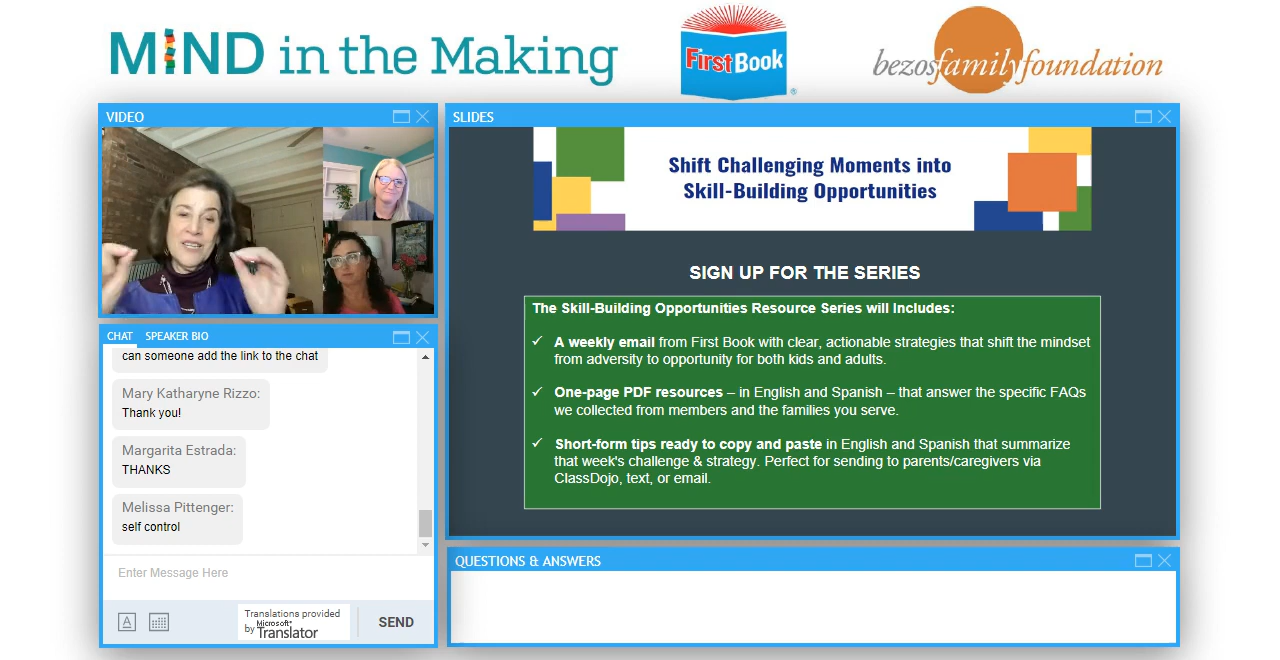 MIND in the Making
First Book
®
bezosfamilyfoundation
VIDEO
CHAT SPEAKER BIO
can someone add the link to the chat
Mary Katharyne Rizzo:
Thank you!
Margarita Estrada:
THANKS
Melissa Pittenger:
self control
Enter Message Here
A
Translations provided
by Microsoft®
Translator
SEND
SLIDES
Shift Challenging Moments into
Skill-Building Opportunities
SIGN UP FOR THE SERIES
The Skill-Building Opportunities Resource Series will Includes:
✓ A weekly email from First Book with clear, actionable strategies that shift the mindset
from adversity to opportunity for both kids and adults.
✓ One-page PDF resources – in English and Spanish – that answer the specific FAQs
we collected from members and the families you serve.
✓ Short-form tips ready to copy and paste in English and Spanish that summarize
that week's challenge & strategy. Perfect for sending to parents/caregivers via
ClassDojo, text, or email.
QUESTIONS & ANSWERS